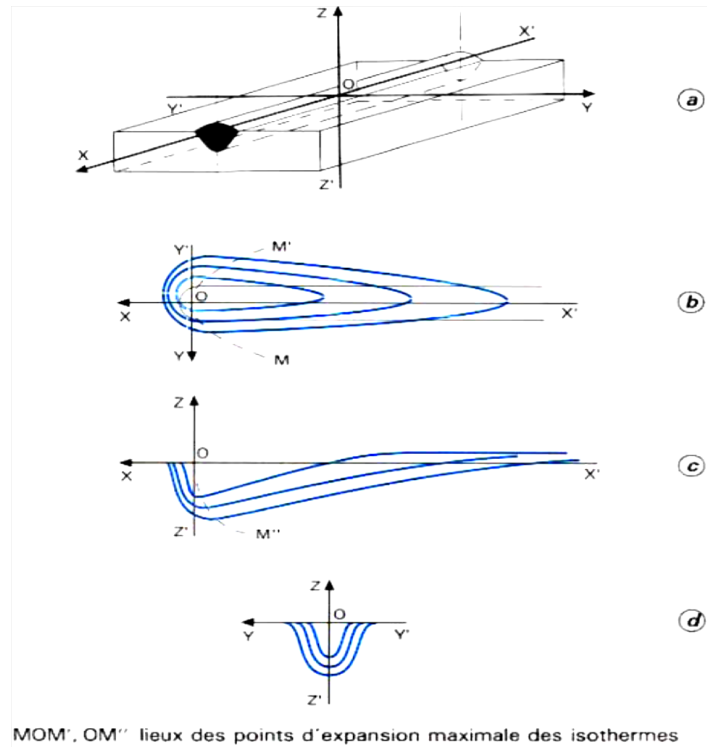 Z
X'
O
Y'
Y
a
X
Z'
Y'
M'
O
b
X
X'
Y
M
Z
O
c
X
X'
Z'
M''
Z
O
d
Y
Y'
Z'
MOM', OM'' lieux des points d'expansion maximale des isothermes